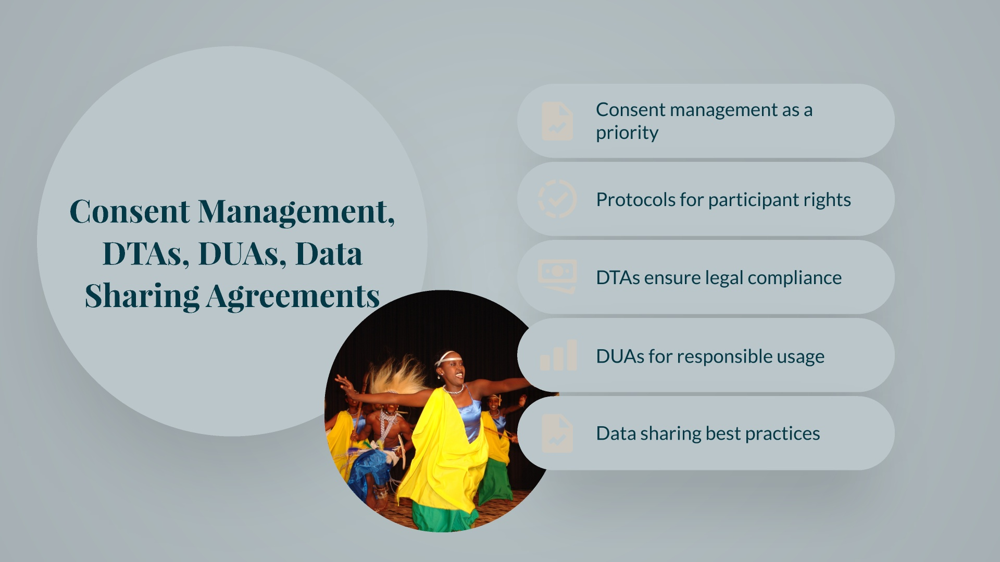 Consent Management,
DTAs, DUAs, Data
Sharing Agreements
Consent management as a
priority
Protocols for participant rights
DTAs ensure legal compliance
DUAs for responsible usage
Data sharing best practices